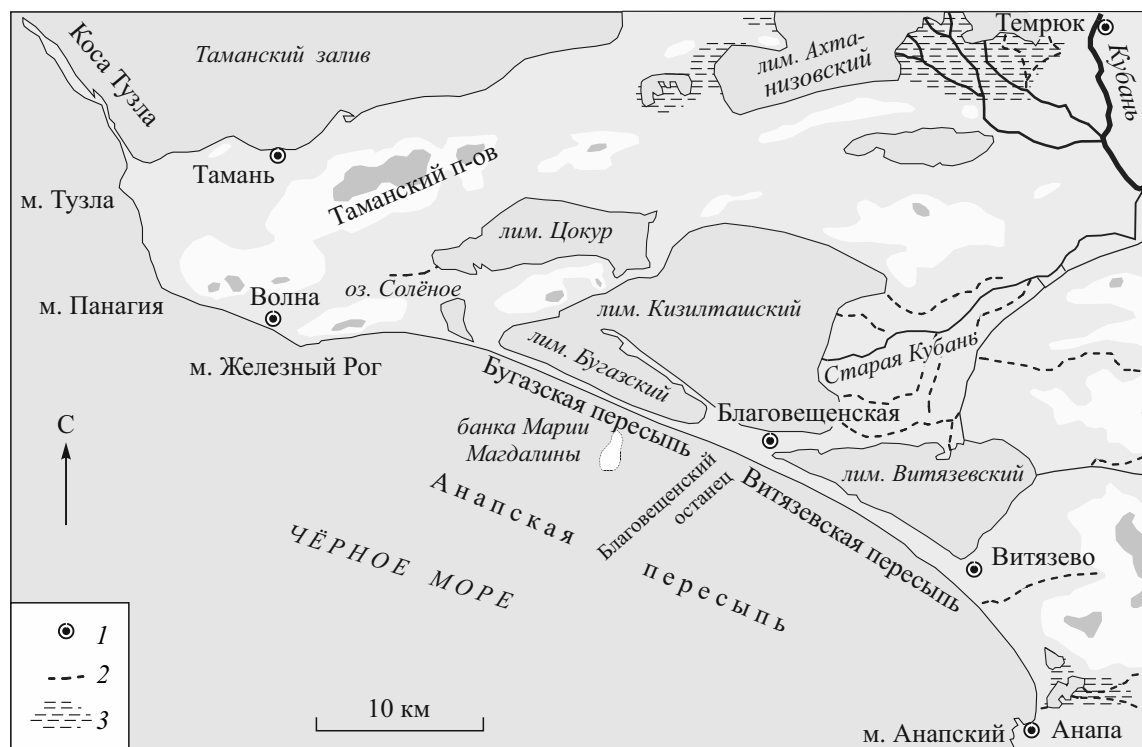 Коса Тузла
Таманский залив
Темрюк
Кубань
лим. Ахта-
низовский
Тамань
Таманский п-ов
м. Тузла
лим. Цокур
оз. Солёное
Волна
м. Панагия
лим. Кизилташский
лим. Бугазский
Старая Кубань
м. Железный Рог
Бугазская пересыпь
Благовещенская
С
банка Марии
Магдалины
лим. Витязевский
Благовещенский
останец
Витязевская пересыпь
Анапская
пересыпь
ЧЁРНОЕ МОРЕ
Витязево
1
2
3
10 км
м. Анапский
Анапа